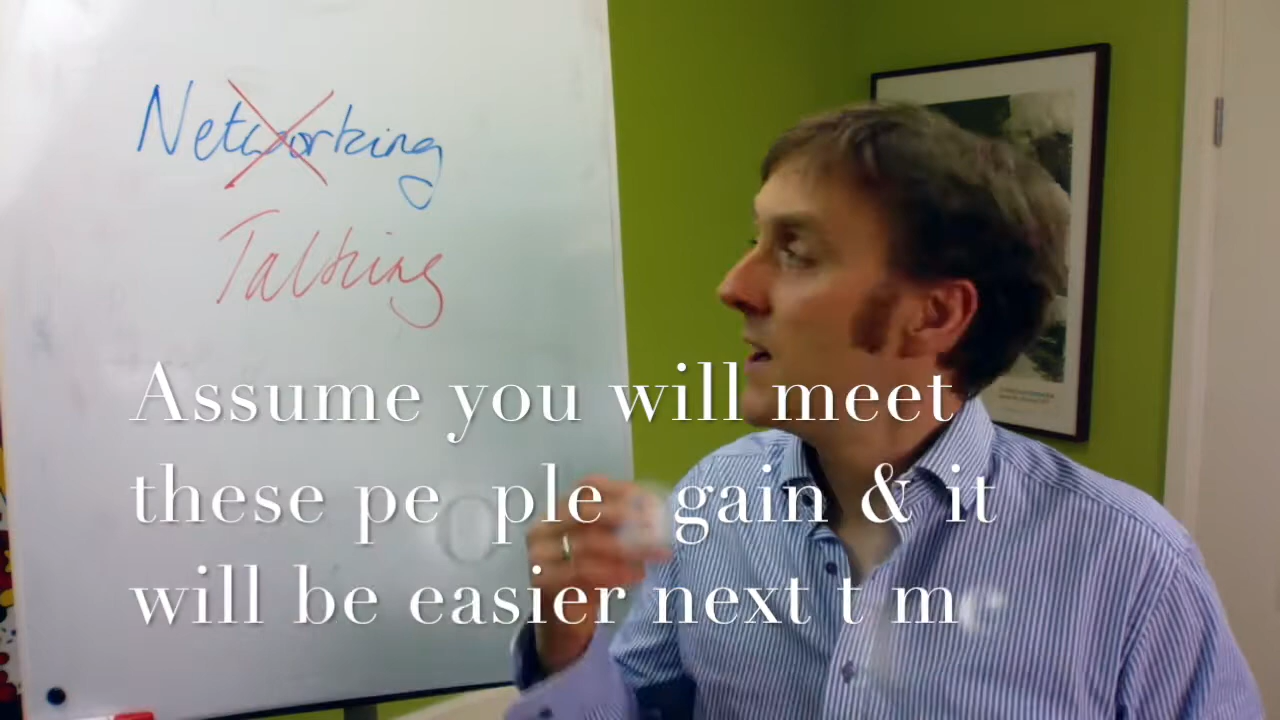 Networking
Talking
Assume you will meet
these people again & it
will be easier next time